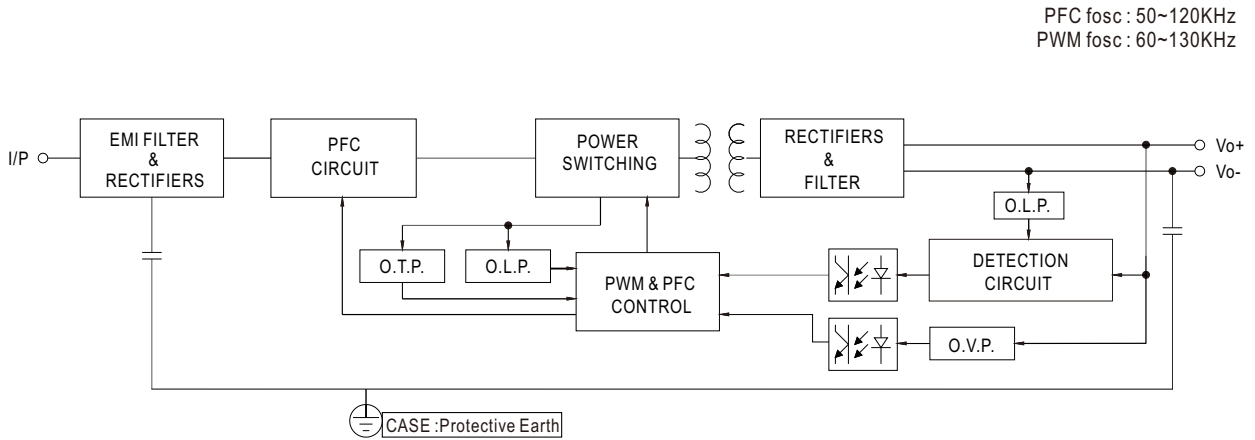 PFC fosc : 50~120KHz
PWM fosc : 60~130KHz
I/P
EMI FILTER
&
RECTIFIERS
PFC
CIRCUIT
POWER
SWITCHING
RECTIFIERS
&
FILTER
Vo+
Vo-
O.L.P.
O.T.P.
O.L.P.
PWM & PFC
CONTROL
DETECTION
CIRCUIT
O.V.P.
CASE :Protective Earth